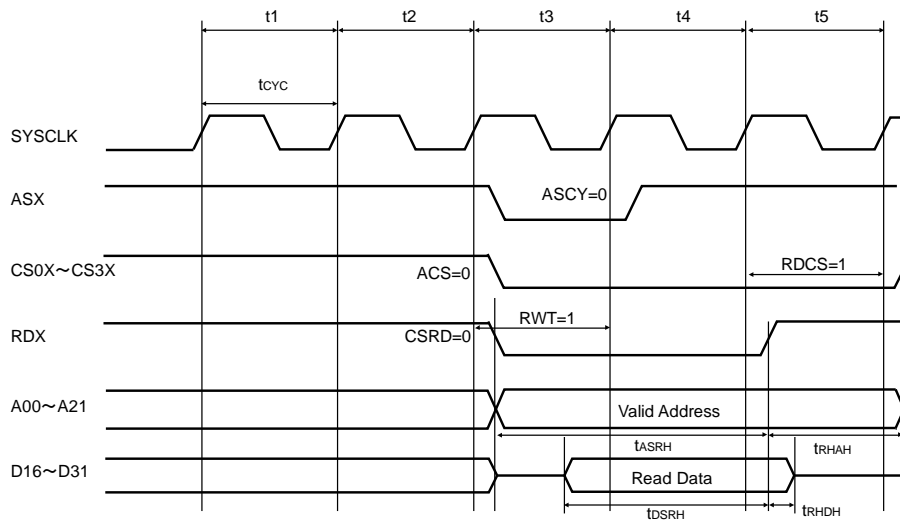 t1 t2 t3 t4 t5
tCYC
SYSCLK
ASX ASCY=0
CS0X～CS3X ACS=0 RDCS=1
RDX CSRD=0 RWT=1
A00～A21 Valid Address
tASRH tRHAH
D16～D31 Read Data
tDSRH tRHDH